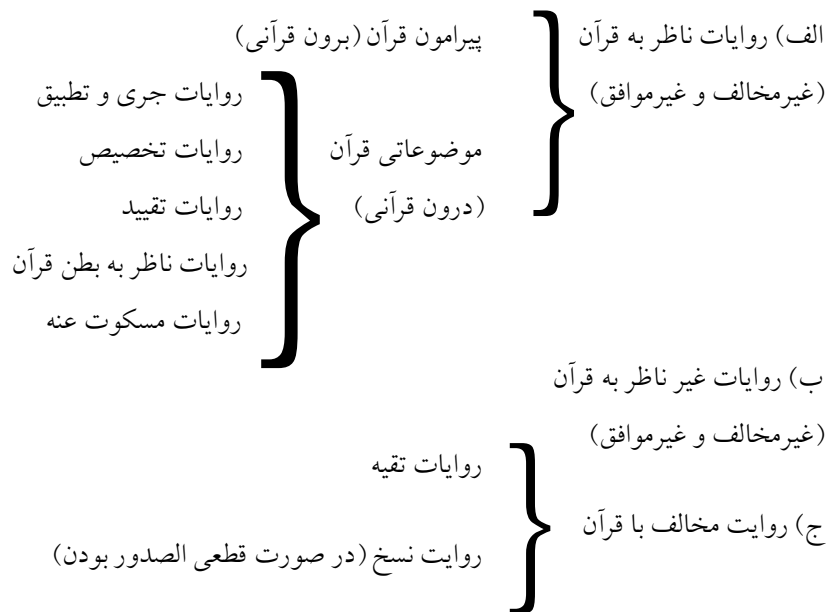 الف) روایات ناظر به قرآن
(غیرمخالف و غیرموافق)
پیرامون قرآن (برون قرآنی)
موضوعاتی قرآن
(درون قرآنی)
روایات جری و تطبیق
روایات تخصیص
روایات تقیید
روایات ناظر به بطن قرآن
روایات مسکوت عنه
ب) روایات غیر ناظر به قرآن
(غیرمخالف و غیرموافق)
ج) روایت مخالف با قرآن
روایات تقیه
روایت نسخ (در صورت قطعی الصدور بودن)